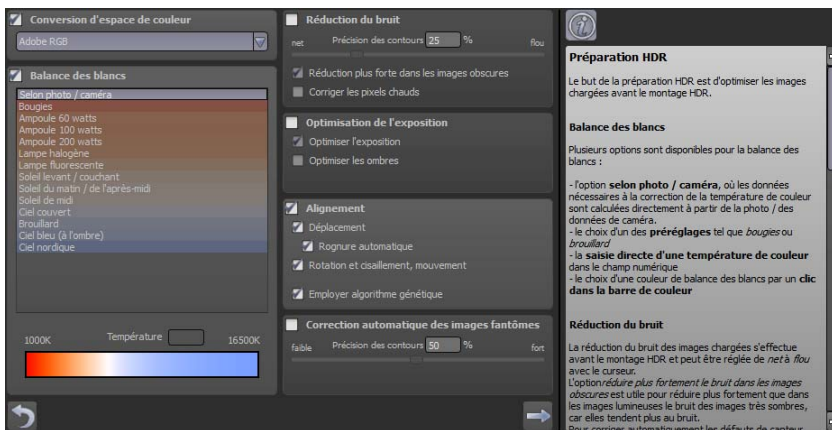 Conversion d'espace de couleur
Adobe RGB
Balance des blancs
Selon photo / caméra
Bougies
Ampoule 60 watts
Ampoule 100 watts
Ampoule 200 watts
Lampe halogène
Lampe fluorescente
Soleil levant / couchant
Soleil du matin / de l'après-midi
Soleil de midi
Ciel couvert
Brouillard
Ciel bleu (à l'ombre)
Ciel nordique
1000K Température 16500K
Réduction du bruit
net Précision des contours 25 % flou
Réduction plus forte dans les images obscures
Corriger les pixels chauds
Optimisation de l'exposition
Optimiser l'exposition
Optimiser les ombres
Alignement
Déplacement
Rognure automatique
Rotation et cisaillement, mouvement
Employer algorithme génétique
Correction automatique des images fantômes
faible Précision des contours 50 % fort
Préparation HDR
Le but de la préparation HDR est d'optimiser les images
chargées avant le montage HDR.
Balance des blancs
Plusieurs options sont disponibles pour la balance des
blancs :
- l'option selon photo / caméra, où les données
nécessaires à la correction de la température de couleur
sont calculées directement à partir de la photo / des
données de caméra.
- le choix d'un des préréglages tel que bougies ou
brouillard
- la saisie directe d'une température de couleur
dans le champ numérique
- le choix d'une couleur de balance des blancs par un clic
dans la barre de couleur
Réduction du bruit
La réduction du bruit des images chargées s'effectue
avant le montage HDR et peut être réglée de net à flou
avec le curseur.
L'option réduire plus fortement le bruit dans les images
obscures est utile pour réduire plus fortement que dans
les images lumineuses le bruit des images très sombres,
car elles tendent plus au bruit.
Pour corriger automatiquement les défauts de capteur